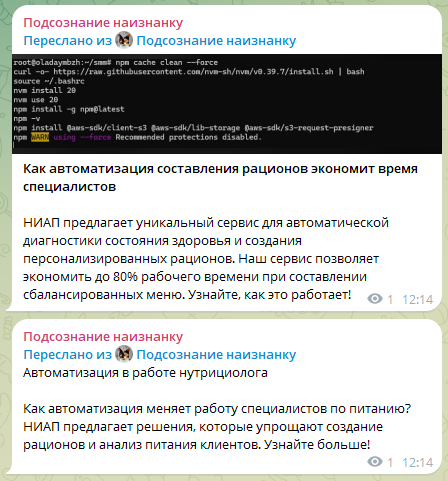 Подсознание наизнанку
Переслано из Подсознание наизнанку
root@oladaymbzh:~/smm# npm cache clean --force
curl -o- https://raw.githubusercontent.com/nvm-sh/nvm/v0.39.7/install.sh | bash
source ~/.bashrc
nvm install 20
nvm use 20
npm install -g npm@latest
npm -v
npm install @aws-sdk/client-s3 @aws-sdk/lib-storage @aws-sdk/s3-request-presigner
npm WARN using --force Recommended protections disabled.
Как автоматизация составления рационов экономит время
специалистов
НИАП предлагает уникальный сервис для автоматической
диагностики состояния здоровья и создания
персонализированных рационов. Наш сервис позволяет
экономить до 80% рабочего времени при составлении
сбалансированных меню. Узнайте, как это работает!
1 12:14
Подсознание наизнанку
Переслано из Подсознание наизнанку
Автоматизация в работе нутрициолога
Как автоматизация меняет работу специалистов по питанию?
НИАП предлагает решения, которые упрощают создание
рационов и анализ питания клиентов. Узнайте больше!
1 12:14